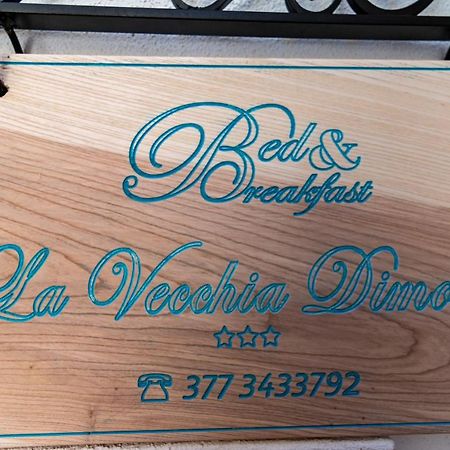 Bed &
Breakfast
La Vecchia Dimo
377 3433792